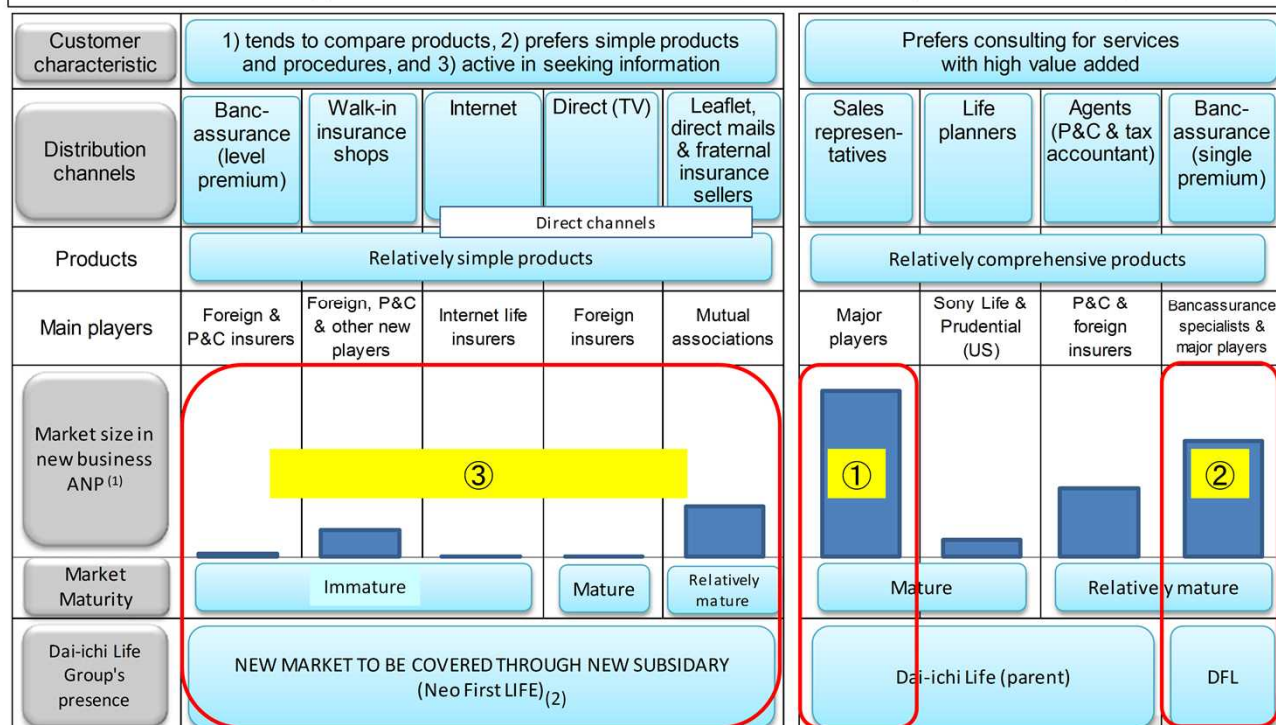 Customer
characteristic
1) tends to compare products, 2) prefers simple products
and procedures, and 3) active in seeking information
Prefers consulting for services
with high value added
Distribution
channels
Banc-
assurance
(level
premium)
Walk-in
insurance
shops
Internet
Direct (TV)
Leaflet,
direct mails
& fraternal
insurance
sellers
Sales
represen-
tatives
Life
planners
Agents
(P&C & tax
accountant)
Banc-
assurance
(single
premium)
Direct channels
Products
Relatively simple products
Relatively comprehensive products
Main players
Foreign &
P&C insurers
Foreign, P&C
& other new
players
Internet life
insurers
Foreign
insurers
Mutual
associations
Major
players
Sony Life &
Prudential
(US)
P&C &
foreign
insurers
Bancassurance
specialists &
major players
Market size in
new business
ANP (1)
③
①
②
Market
Maturity
Immature
Mature
Relatively
mature
Mature
Relatively mature
Dai-ichi Life
Group's
presence
NEW MARKET TO BE COVERED THROUGH NEW SUBSIDARY
(Neo First LIFE)(2)
Dai-ichi Life (parent)
DFL